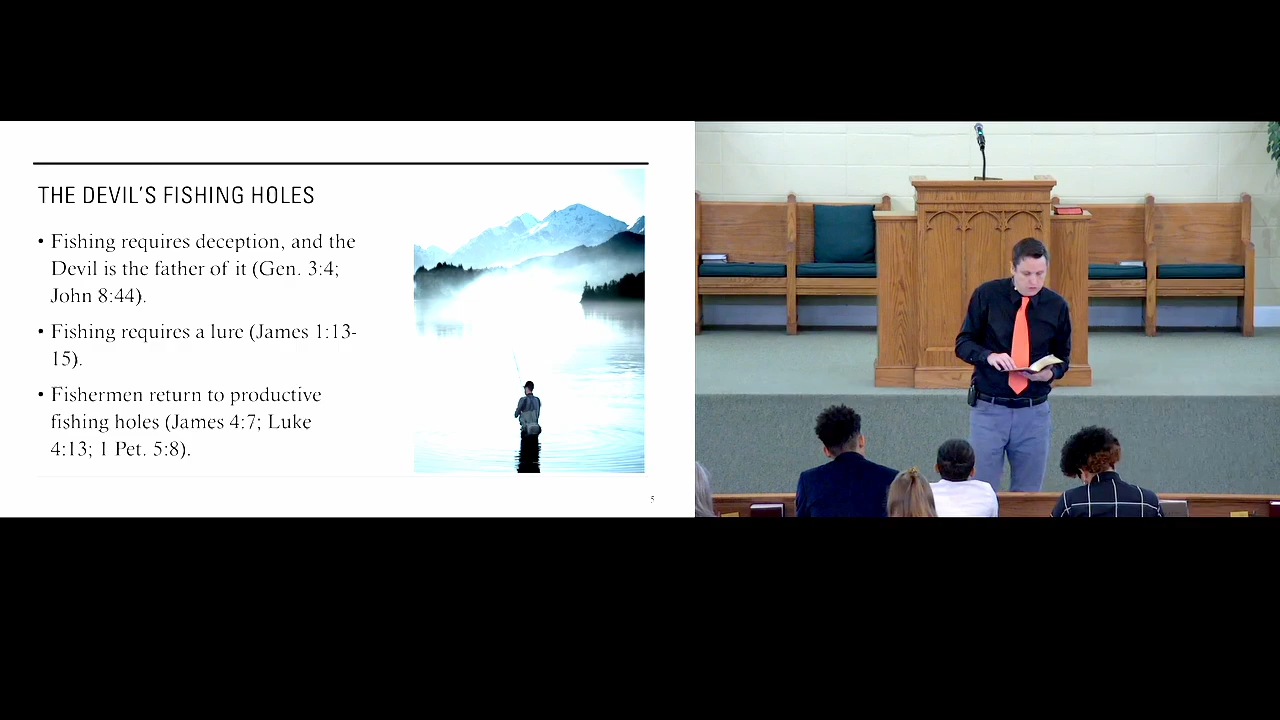 THE DEVIL'S FISHING HOLES
• Fishing requires deception, and the
Devil is the father of it (Gen. 3:4;
John 8:44).
• Fishing requires a lure (James 1:13-
15).
• Fishermen return to productive
fishing holes (James 4:7; Luke
4:13; 1 Pet. 5:8).
5